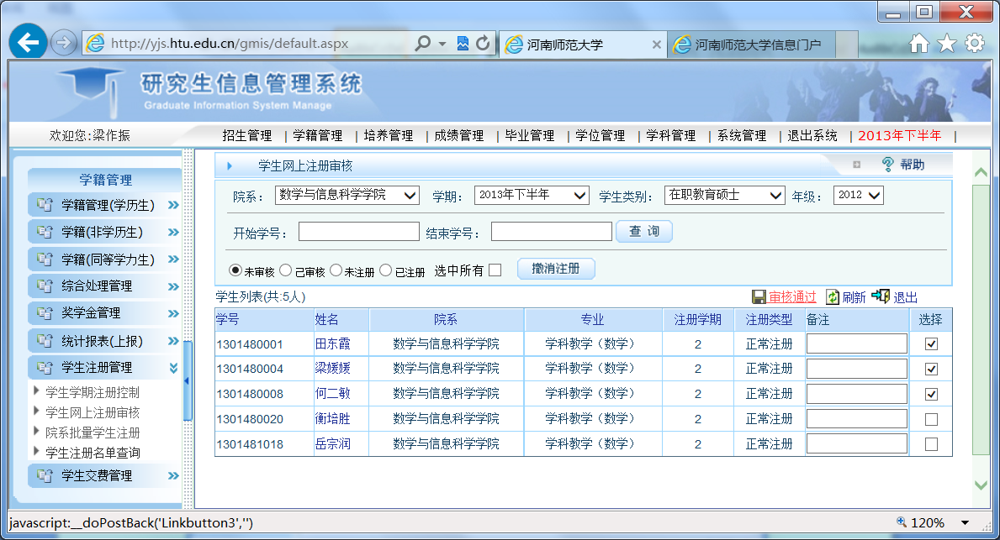 http://yjs.htu.edu.cn/gmis/default.aspx 河南师范大学 河南师范大学信息门户
研究生信息管理系统
Graduate Information System Manage
欢迎您:梁作振 招生管理 | 学籍管理 | 培养管理 | 成绩管理 | 毕业管理 | 学位管理 | 学科管理 | 系统管理 | 退出系统 | 2013年下半年 |
学籍管理
学籍管理(学历生)
学籍(非学历生)
学籍(同等学力生)
综合处理管理
奖学金管理
统计报表(上报)
学生注册管理
学生学期注册控制
学生网上注册审核
院系批量学生注册
学生注册名单查询
学生交费管理
学生网上注册审核 帮助
院系： 数学与信息科学学院 学期： 2013年下半年 学生类别： 在职教育硕士 年级： 2012
开始学号： 结束学号： 查 询
未审核 己审核 未注册 已注册 选中所有 撤消注册
学生列表(共:5人) 审核通过 刷新 退出
学号 姓名 院系 专业 注册学期 注册类型 备注 选择
1301480001 田东霞 数学与信息科学学院 学科教学（数学） 2 正常注册
1301480004 梁媛媛 数学与信息科学学院 学科教学（数学） 2 正常注册
1301480008 何二敏 数学与信息科学学院 学科教学（数学） 2 正常注册
1301480020 衡培胜 数学与信息科学学院 学科教学（数学） 2 正常注册
1301481018 岳宗润 数学与信息科学学院 学科教学（数学） 2 正常注册
javascript:__doPostBack('Linkbutton3','') 120%